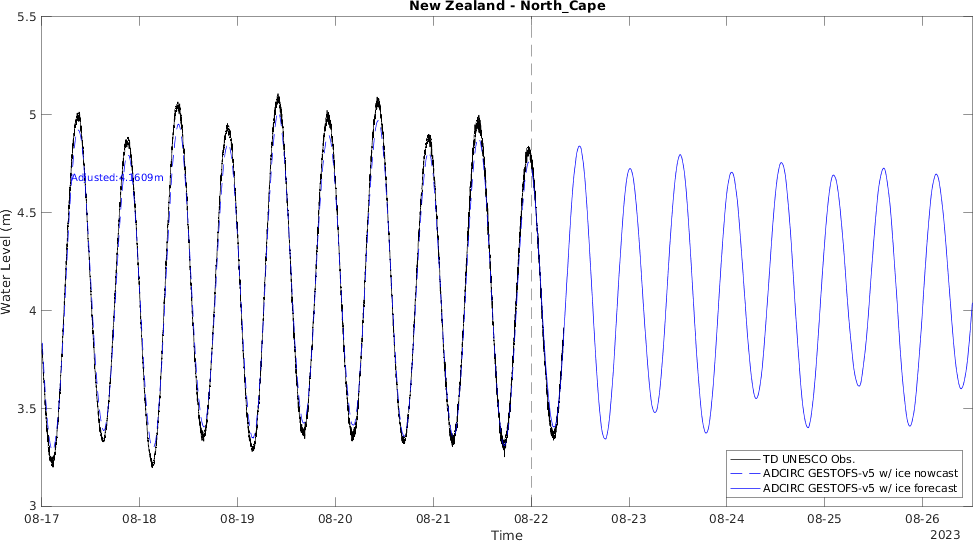 New Zealand - North_Cape
5.5
5
4.5
4
3.5
3
Water Level (m)
Adjusted:4.1609m
TD UNESCO Obs.
ADCIRC GESTOFS-v5 w/ ice nowcast
ADCIRC GESTOFS-v5 w/ ice forecast
08-17 08-18 08-19 08-20 08-21 08-22 08-23 08-24 08-25 08-26
Time
2023